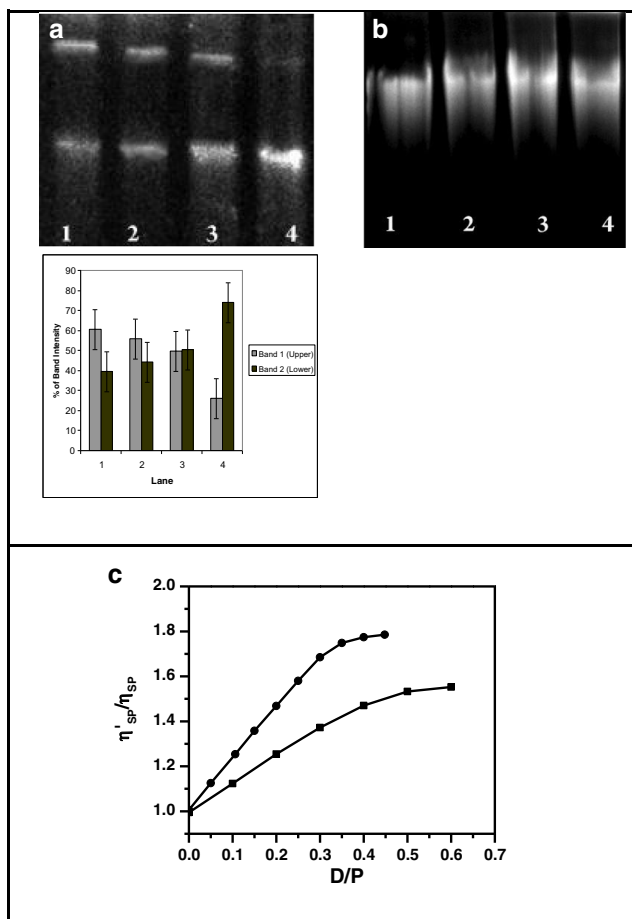 a
1 2 3 4
b
1 2 3 4
90
80
70
60
50
40
30
20
10
0
% of Band Intensity
1 2 3 4
Lane
Band 1 (Upper)
Band 2 (Lower)
c
2.0
1.8
1.6
1.4
1.2
1.0
η'SP/ηSP
0.0 0.1 0.2 0.3 0.4 0.5 0.6 0.7
D/P